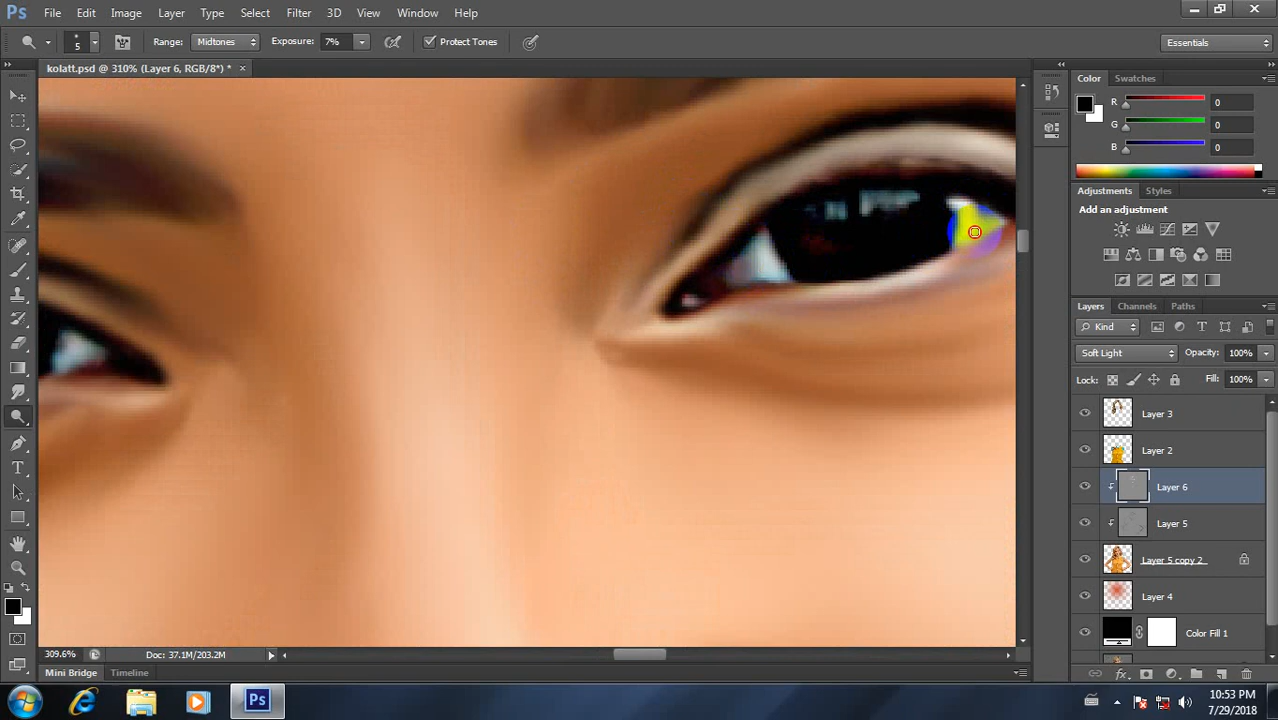 Ps File Edit Image Layer Type Select Filter 3D View Window Help
5 Range: Midtones Exposure: 7% Protect Tones Essentials
kolatt.psd @ 310% (Layer 6, RGB/8*) *
Color Swatches
R 0
G 0
B 0
Adjustments Styles
Add an adjustment
Layers Channels Paths
Kind
Soft Light Opacity: 100%
Lock: Fill: 100%
Layer 3
Layer 2
Layer 6
Layer 5
Layer 5 copy 2
Layer 4
Color Fill 1
309.6% Doc: 37.1M/203.2M
Mini Bridge Timeline
Ps
10:53 PM
7/29/2018